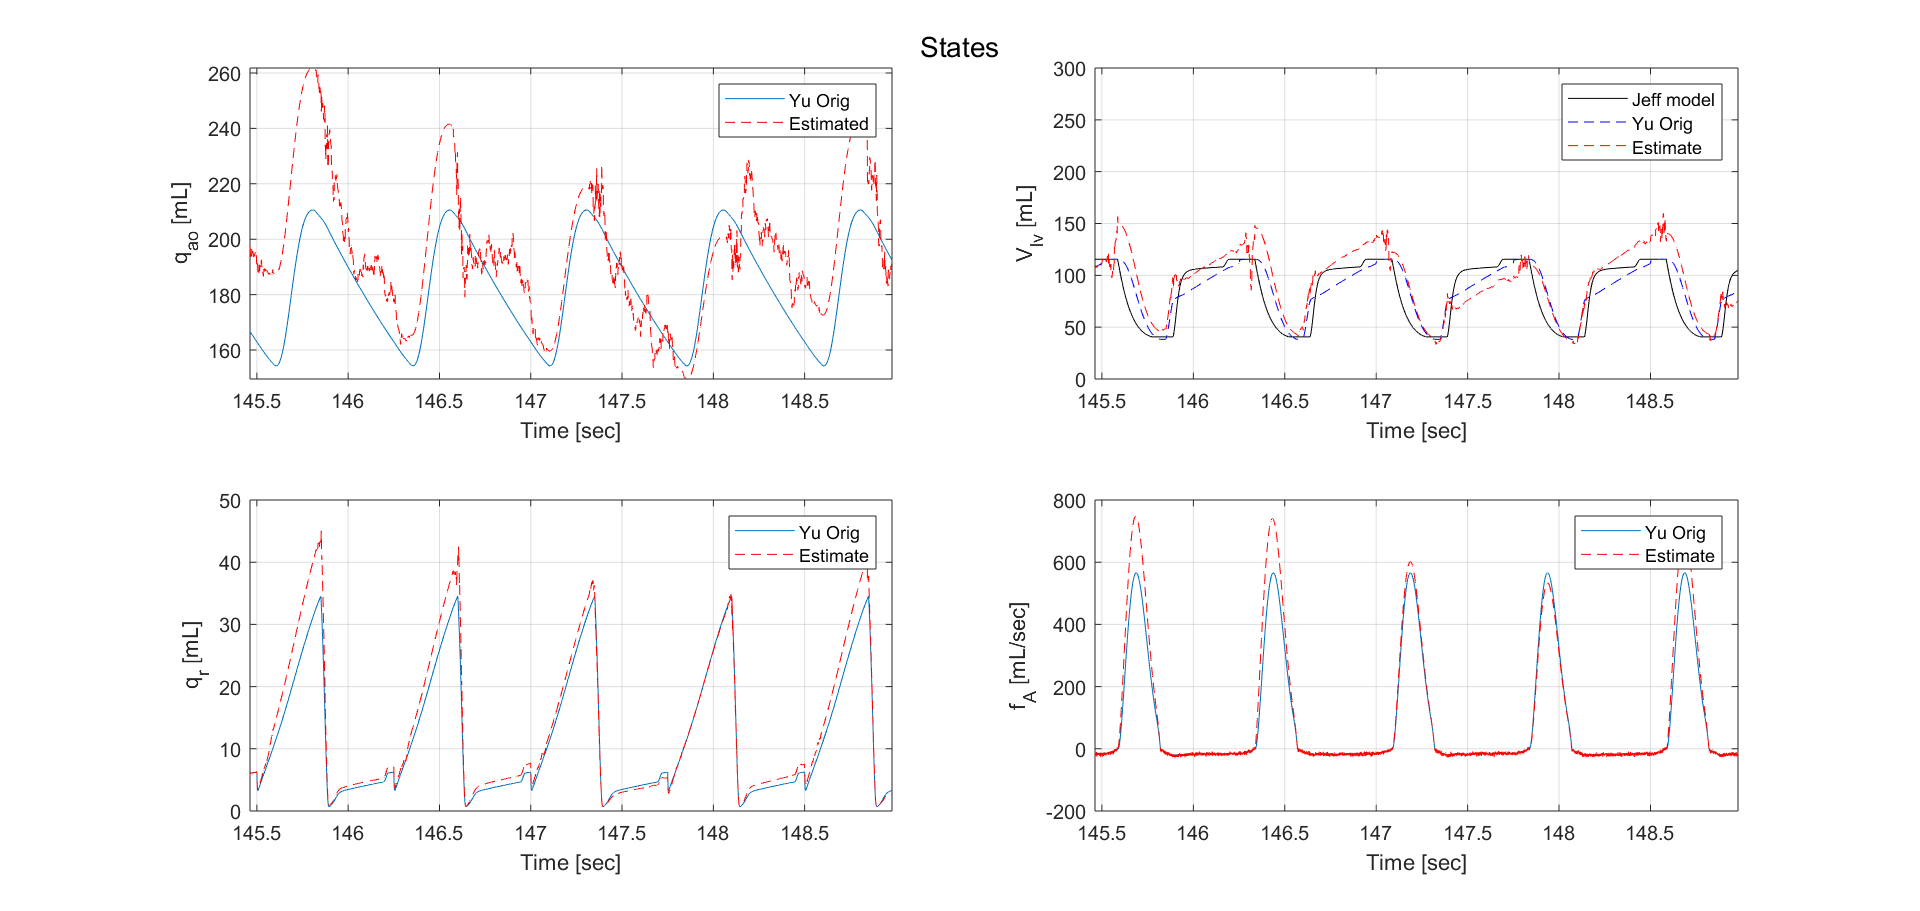 States
260
240
220
200
180
160
q_ao [mL]
145.5 146 146.5 147 147.5 148 148.5
Time [sec]
Yu Orig
Estimated
300
250
200
150
100
50
0
V_lv [mL]
145.5 146 146.5 147 147.5 148 148.5
Time [sec]
Jeff model
Yu Orig
Estimate
50
40
30
20
10
0
q_r [mL]
145.5 146 146.5 147 147.5 148 148.5
Time [sec]
Yu Orig
Estimate
800
600
400
200
0
-200
f_A [mL/sec]
145.5 146 146.5 147 147.5 148 148.5
Time [sec]
Yu Orig
Estimate